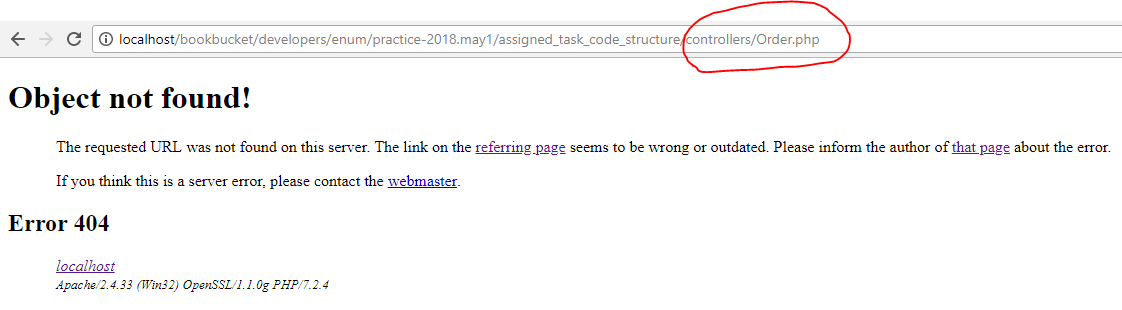 localhost/bookbucket/developers/enum/practice-2018.may1/assigned_task_code_structure/controllers/Order.php
Object not found!
The requested URL was not found on this server. The link on the referring page seems to be wrong or outdated. Please inform the author of that page about the error.
If you think this is a server error, please contact the webmaster.
Error 404
localhost
Apache/2.4.33 (Win32) OpenSSL/1.1.0g PHP/7.2.4